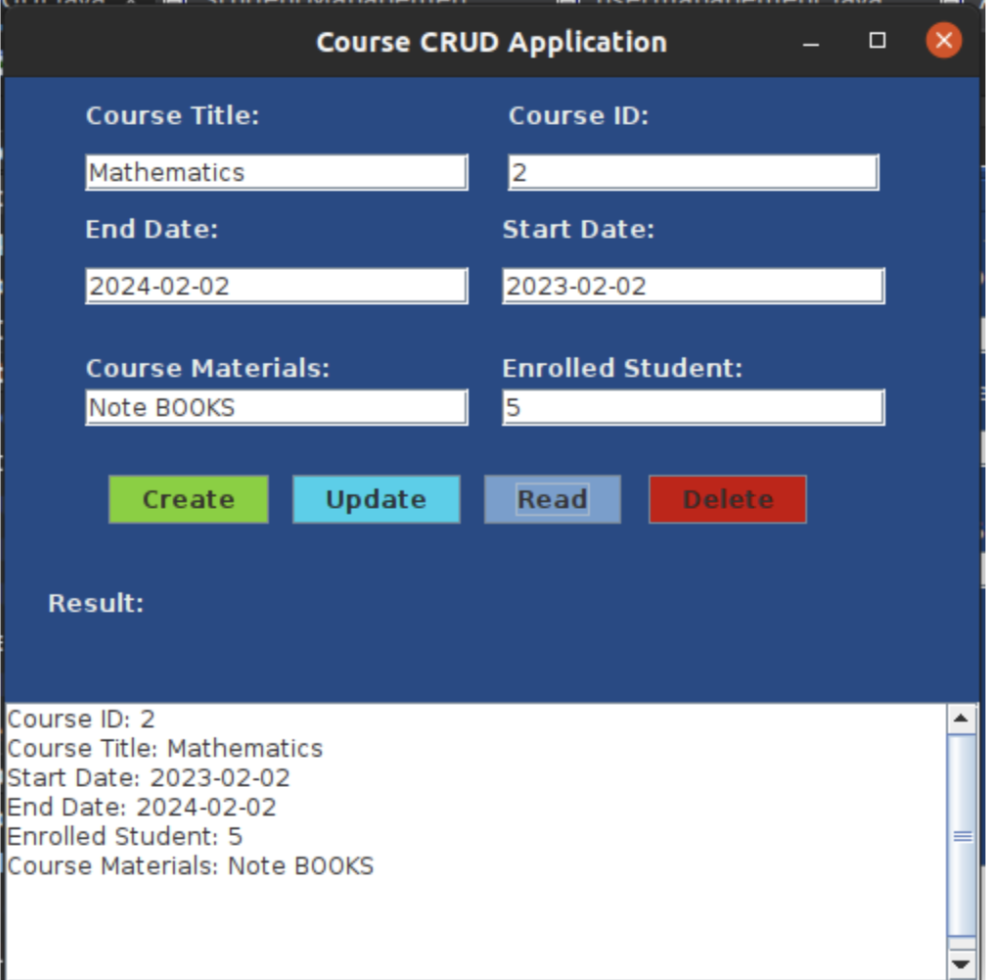 Course CRUD Application
Course Title: Course ID:
Mathematics 2
End Date: Start Date:
2024-02-02 2023-02-02
Course Materials: Enrolled Student:
Note BOOKS 5
Create Update Read Delete
Result:
Course ID: 2
Course Title: Mathematics
Start Date: 2023-02-02
End Date: 2024-02-02
Enrolled Student: 5
Course Materials: Note BOOKS